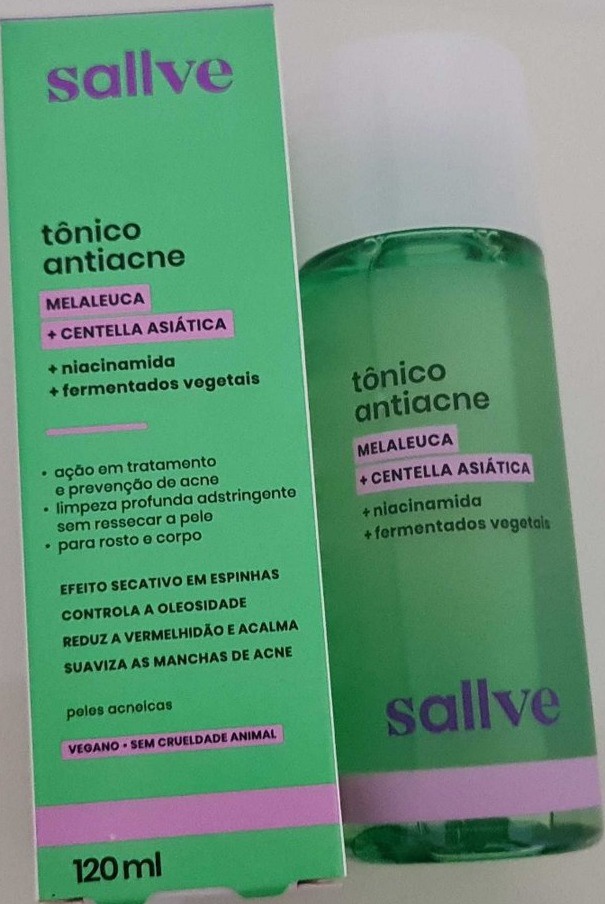 sallve
tônico
antiacne
MELALEUCA
+ CENTELLA ASIÁTICA
+ niacinamida
+ fermentados vegetais
• ação em tratamento
e prevenção de acne
• limpeza profunda adstringente
sem ressecar a pele
• para rosto e corpo
EFEITO SECATIVO EM ESPINHAS
CONTROLA A OLEOSIDADE
REDUZ A VERMELHIDÃO E ACALMA
SUAVIZA AS MANCHAS DE ACNE
peles acneicas
VEGANO • SEM CRUELDADE ANIMAL
120 ml
tônico
antiacne
MELALEUCA
+ CENTELLA ASIÁTICA
+ niacinamida
+ fermentados vegetais
sallve